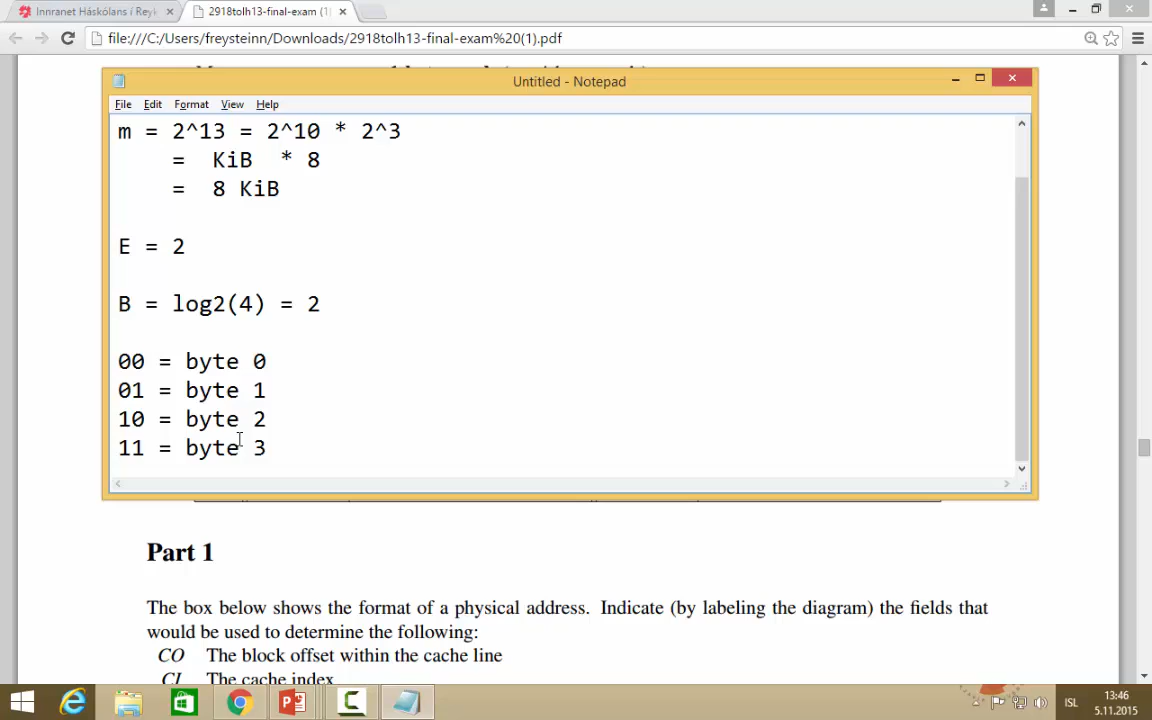 Innranet Háskólans í Reyk
2918tolh13-final-exam (1)
file:///C:/Users/freysteinn/Downloads/2918tolh13-final-exam%20(1).pdf
Untitled - Notepad
File Edit Format View Help
m = 2^13 = 2^10 * 2^3
= KiB * 8
= 8 KiB
E = 2
B = log2(4) = 2
00 = byte 0
01 = byte 1
10 = byte 2
11 = byte 3
Part 1
The box below shows the format of a physical address. Indicate (by labeling the diagram) the fields that
would be used to determine the following:
CO The block offset within the cache line
CI The cache index
ISL
13:46
5.11.2015